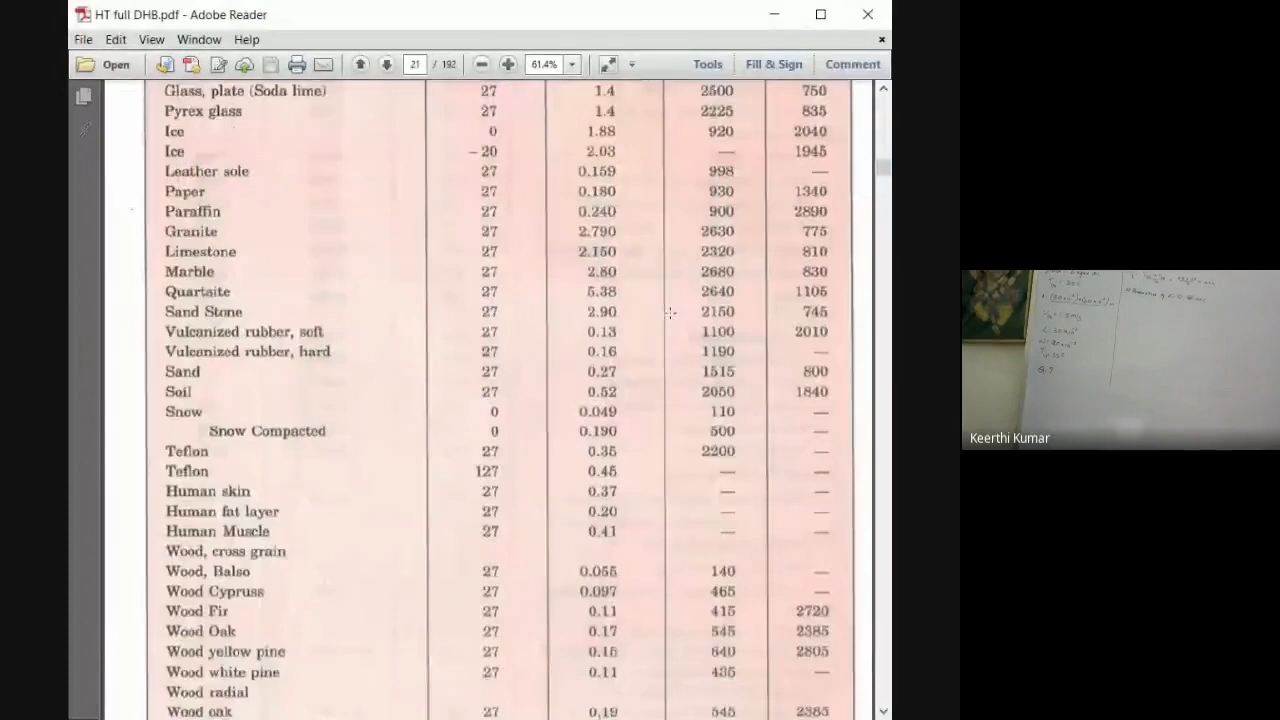 HT full DHB.pdf - Adobe Reader
File Edit View Window Help
Open 21 / 192 61.4% Tools Fill & Sign Comment
Glass, plate (Soda lime) 27 1.4 2500 750
Pyrex glass 27 1.4 2225 835
Ice 0 1.88 920 2040
Ice –20 2.03 — 1945
Leather sole 27 0.159 998 —
Paper 27 0.180 930 1340
Paraffin 27 0.240 900 2890
Granite 27 2.790 2630 775
Limestone 27 2.150 2320 810
Marble 27 2.80 2680 830
Quartsite 27 5.38 2640 1105
Sand Stone 27 2.90 2150 745
Vulcanized rubber, soft 27 0.13 1100 2010
Vulcanized rubber, hard 27 0.16 1190 —
Sand 27 0.27 1515 800
Soil 27 0.52 2050 1840
Snow 0 0.049 110 —
Snow Compacted 0 0.190 500 —
Teflon 27 0.35 2200 —
Teflon 127 0.45 — —
Human skin 27 0.37 — —
Human fat layer 27 0.20 — —
Human Muscle 27 0.41 — —
Wood, cross grain
Wood, Balso 27 0.055 140 —
Wood Cypruss 27 0.097 465 —
Wood Fir 27 0.11 415 2720
Wood Oak 27 0.17 545 2385
Wood yellow pine 27 0.15 640 2805
Wood white pine 27 0.11 435 —
Wood radial
Wood oak 27 0.19 545 2385
Keerthi Kumar